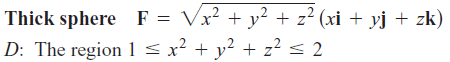 Thick sphere F = √(x² + y² + z²) (xi + yj + zk)
D: The region 1 ≤ x² + y² + z² ≤ 2